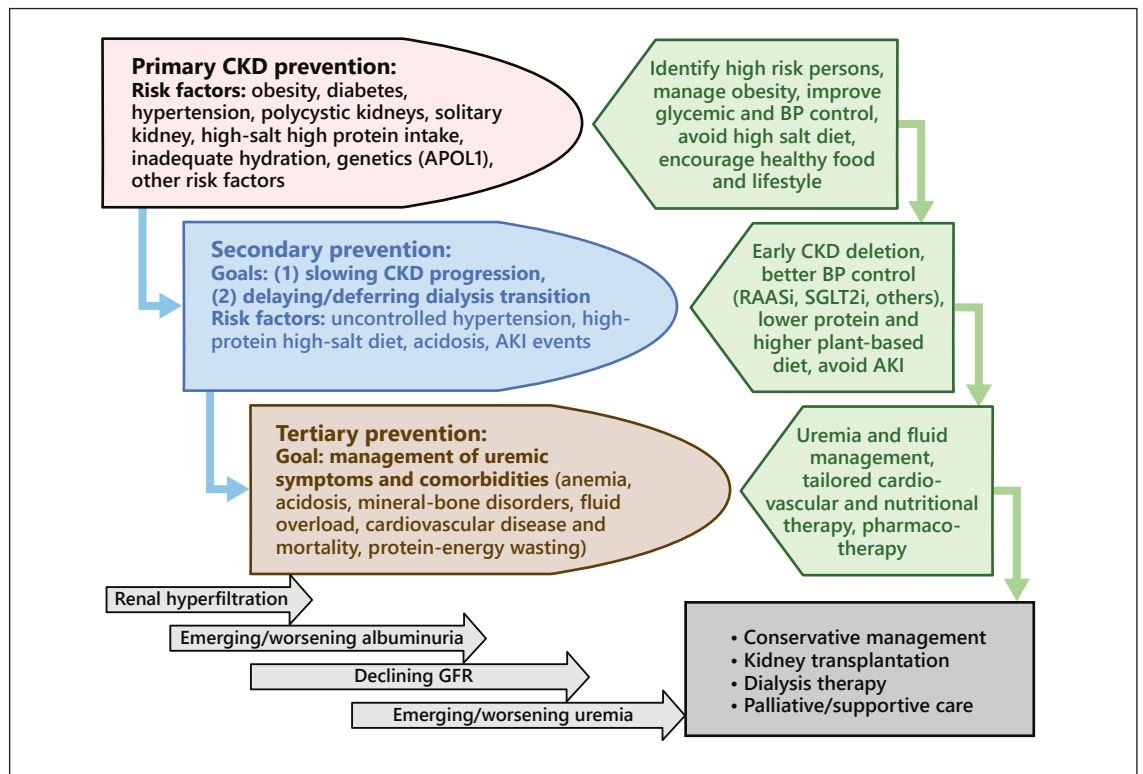 Primary CKD prevention:
Risk factors: obesity, diabetes,
hypertension, polycystic kidneys, solitary
kidney, high-salt high protein intake,
inadequate hydration, genetics (APOL1),
other risk factors
Identify high risk persons,
manage obesity, improve
glycemic and BP control,
avoid high salt diet,
encourage healthy food
and lifestyle
Secondary prevention:
Goals: (1) slowing CKD progression,
(2) delaying/deferring dialysis transition
Risk factors: uncontrolled hypertension, high-
protein high-salt diet, acidosis, AKI events
Early CKD deletion,
better BP control
(RAASi, SGLT2i, others),
lower protein and
higher plant-based
diet, avoid AKI
Tertiary prevention:
Goal: management of uremic
symptoms and comorbidities (anemia,
acidosis, mineral-bone disorders, fluid
overload, cardiovascular disease and
mortality, protein-energy wasting)
Uremia and fluid
management,
tailored cardio-
vascular and nutritional
therapy, pharmaco-
therapy
Renal hyperfiltration
Emerging/worsening albuminuria
Declining GFR
Emerging/worsening uremia
• Conservative management
• Kidney transplantation
• Dialysis therapy
• Palliative/supportive care